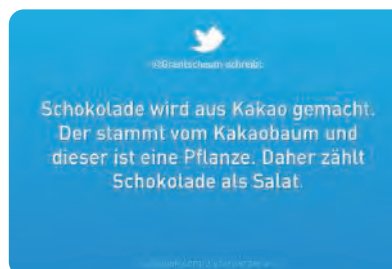 schreibt
Schokolade wird aus Kakao gemacht.
Der stammt vom Kakaobaum und
dieser ist eine Pflanze. Daher zählt
Schokolade als Salat